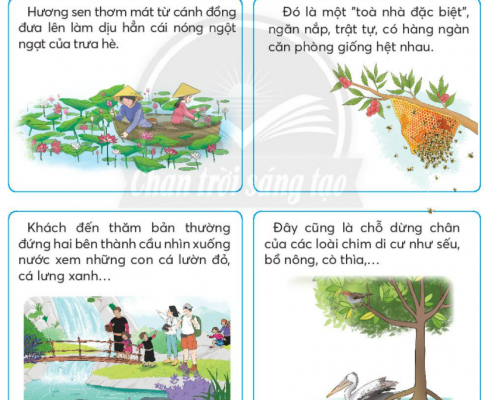 Hương sen thơm mát từ cánh đồng
đưa lên làm dịu hẳn cái nóng ngột
ngạt của trưa hè.
Đó là một "toà nhà đặc biệt",
ngăn nắp, trật tự, có hàng ngàn
căn phòng giống hệt nhau.
Chân trời sáng tạo
Khách đến thăm bản thường
đứng hai bên thành cầu nhìn xuống
nước xem những con cá lườn đỏ,
cá lưng xanh...
Đây cũng là chỗ dừng chân
của các loài chim di cư như sếu,
bồ nông, cò thìa,...